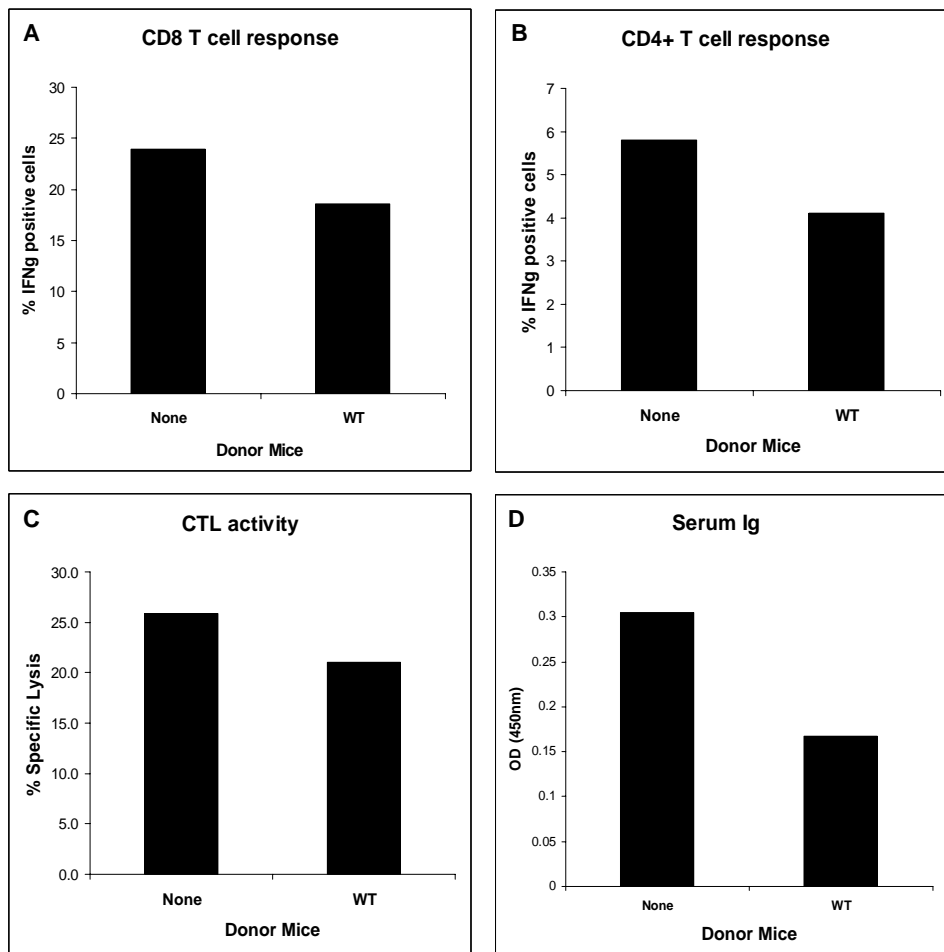 A
CD8 T cell response
% IFNg positive cells
30
25
20
15
10
5
0
None WT
Donor Mice
B
CD4+ T cell response
% IFNg positive cells
7
6
5
4
3
2
1
0
None WT
Donor Mice
C
CTL activity
% Specific Lysis
30.0
25.0
20.0
15.0
10.0
5.0
0.0
None WT
Donor Mice
D
Serum Ig
OD (450nm)
0.35
0.3
0.25
0.2
0.15
0.1
0.05
0
None WT
Donor Mice